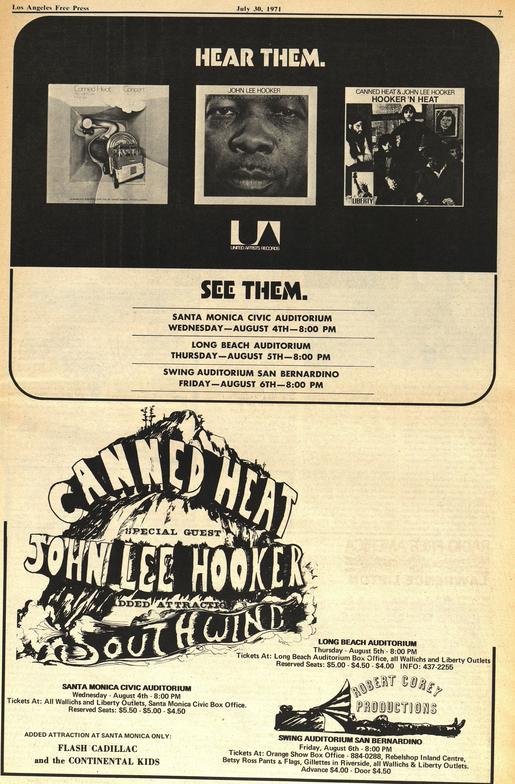 Los Angeles Free Press
July 30, 1971
7
HEAR THEM.
Canned Heat Concert
JOHN LEE HOOKER
CANNED HEAT & JOHN LEE HOOKER
HOOKER 'N HEAT
LIBERTY
UA
UNITED ARTISTS RECORDS
SEE THEM.
SANTA MONICA CIVIC AUDITORIUM
WEDNESDAY—AUGUST 4TH—8:00 PM
LONG BEACH AUDITORIUM
THURSDAY—AUGUST 5TH—8:00 PM
SWING AUDITORIUM SAN BERNARDINO
FRIDAY—AUGUST 6TH—8:00 PM
CANNED HEAT
SPECIAL GUEST
JOHN LEE HOOKER
ADDED ATTRACTION
SOUTHWIND
LONG BEACH AUDITORIUM
Thursday - August 5th - 8:00 PM
Tickets At: Long Beach Auditorium Box Office, all Wallichs and Liberty Outlets
Reserved Seats: $5.00 - $4.50 - $4.00 INFO: 437-2255
SANTA MONICA CIVIC AUDITORIUM
Wednesday - August 4th - 8:00 PM
Tickets At: All Wallichs and Liberty Outlets, Santa Monica Civic Box Office.
Reserved Seats: $5.50 - $5.00 - $4.50
ADDED ATTRACTION AT SANTA MONICA ONLY:
FLASH CADILLAC
and the CONTINENTAL KIDS
ROBERT COREY
PRODUCTIONS
SWING AUDITORIUM SAN BERNARDINO
Friday, August 6th - 8:00 PM
Tickets At: Orange Show Box Office - 884-0288, Rebelshop Inland Centre,
Betsy Ross Pants & Flags, Gillettes in Riverside, all Wallichs & Liberty Outlets.
Advance $4.00 - Door $4.50